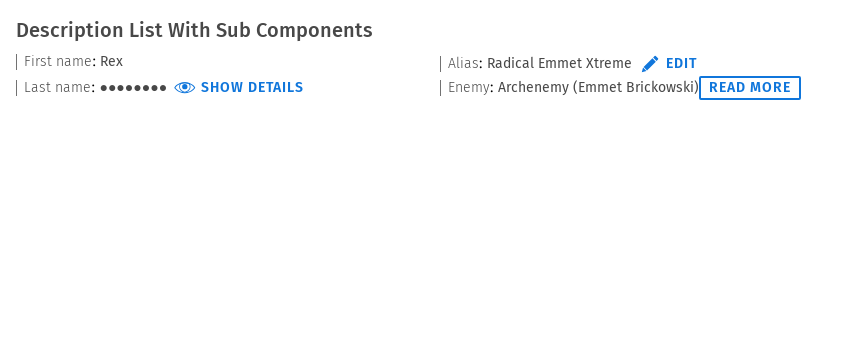 Description List With Sub Components
First name: Rex
Last name: ●●●●●●●● SHOW DETAILS
Alias: Radical Emmet Xtreme EDIT
Enemy: Archenemy (Emmet Brickowski) READ MORE